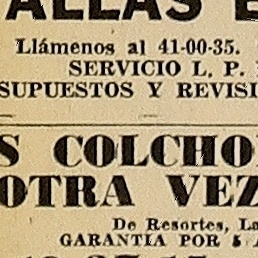 ALLAS E
Llámenos al 41-00-35.
SERVICIO L. P.
SUPUESTOS Y REVISI
S COLCHO
OTRA VEZ
De Resortes, La
GARANTIA POR 5 A